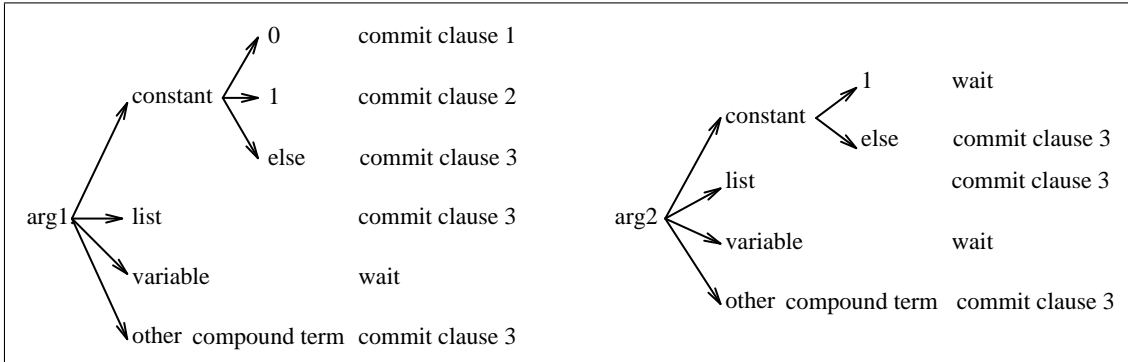 0 commit clause 1
constant 1 commit clause 2
else commit clause 3
arg1 list commit clause 3
variable wait
other compound term commit clause 3
1 wait
constant
else commit clause 3
list commit clause 3
arg2
variable wait
other compound term commit clause 3